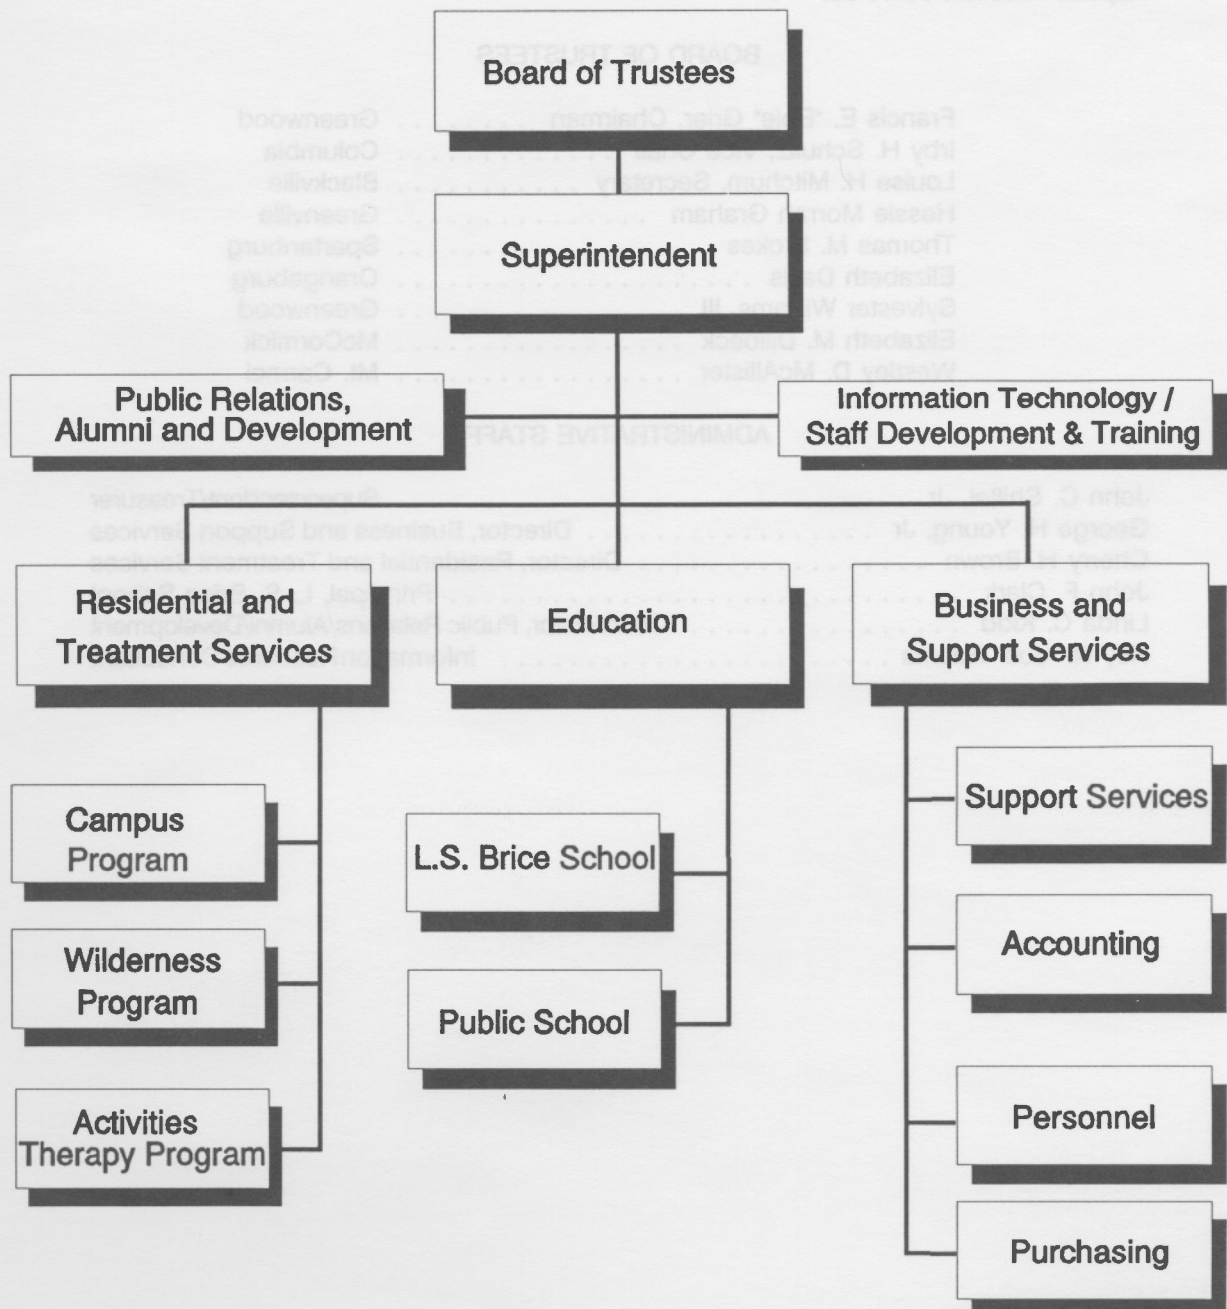 Board of Trustees
Superintendent
Public Relations,
Alumni and Development
Information Technology /
Staff Development & Training
Residential and
Treatment Services
Education
Business and
Support Services
Campus
Program
Wilderness
Program
Activities
Therapy Program
L.S. Brice School
Public School
Support Services
Accounting
Personnel
Purchasing